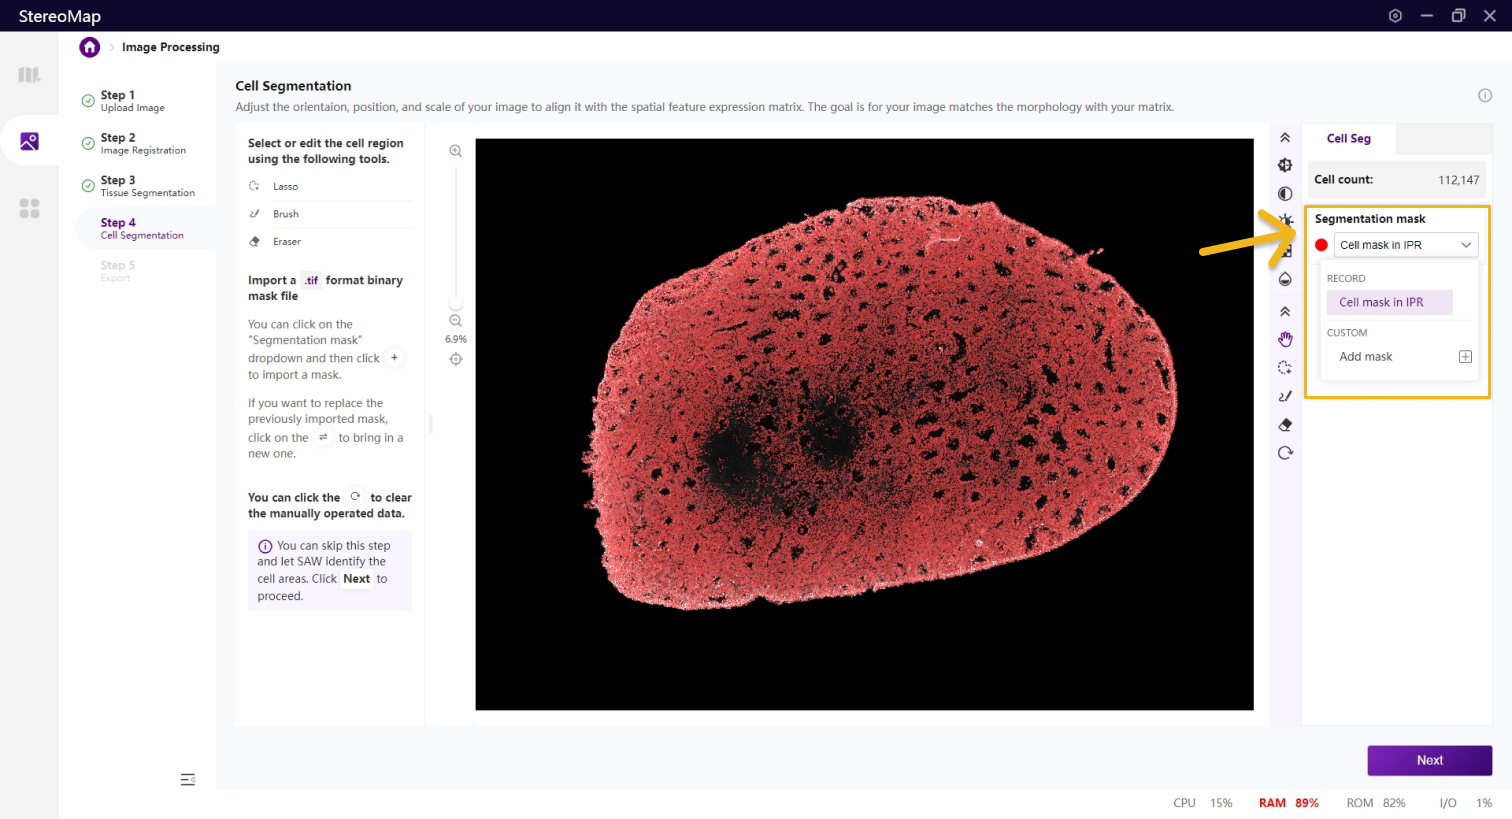 StereoMap
Image Processing
Step 1
Upload Image
Step 2
Image Registration
Step 3
Tissue Segmentation
Step 4
Cell Segmentation
Step 5
Export
Cell Segmentation
Adjust the orientaion, position, and scale of your image to align it with the spatial feature expression matrix. The goal is for your image matches the morphology with your matrix.
Select or edit the cell region
using the following tools.
Lasso
Brush
Eraser
Import a .tif format binary
mask file
You can click on the
"Segmentation mask"
dropdown and then click +
to import a mask.
If you want to replace the
previously imported mask,
click on the ⇌ to bring in a
new one.
You can click the ⟳ to clear
the manually operated data.
You can skip this step
and let SAW identify the
cell areas. Click Next to
proceed.
6.9%
Cell Seg
Cell count: 112,147
Segmentation mask
Cell mask in IPR
RECORD
Cell mask in IPR
CUSTOM
Add mask
Next
CPU 15% RAM 89% ROM 82% I/O 1%